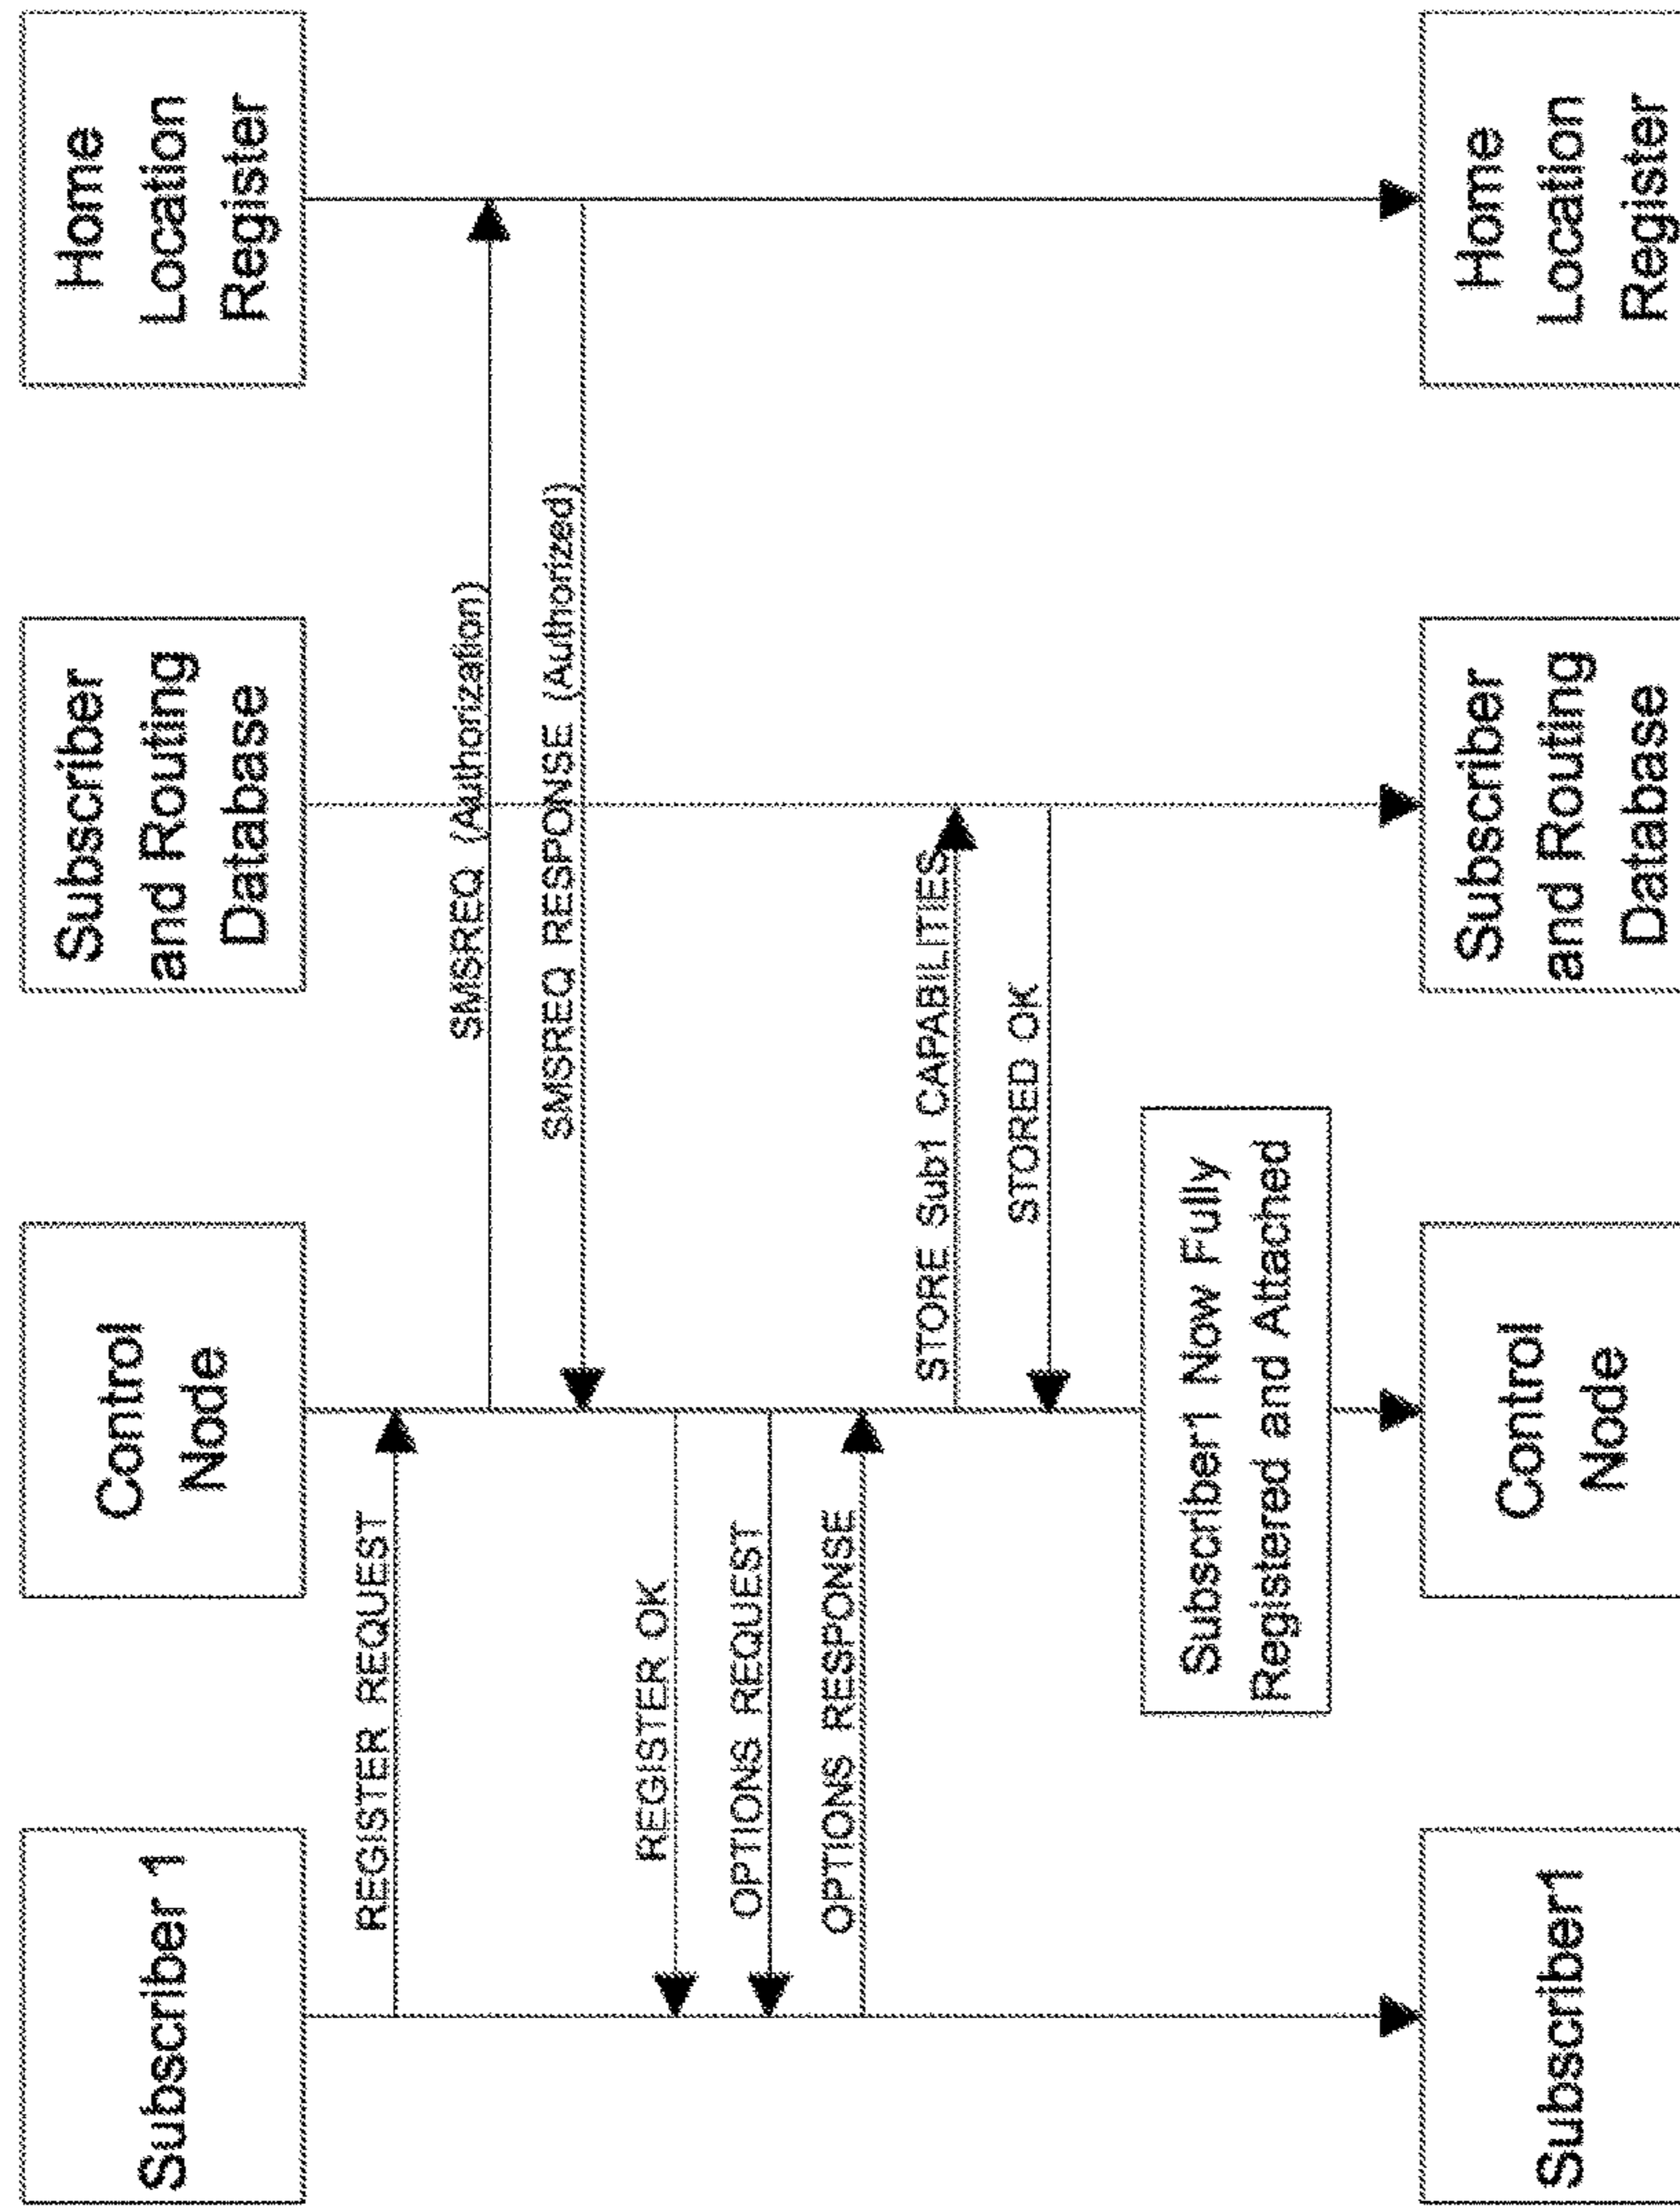 Subscriber 1
Control
Node
Subscriber
and Routing
Database
Home
Location
Register
REGISTER REQUEST
SMSREQ (Authorization)
SMSREQ RESPONSE (Authorized)
REGISTER OK
OPTIONS REQUEST
OPTIONS RESPONSE
STORE Sub1 CAPABILITIES
STORED OK
Subscriber1 Now Fully
Registered and Attached
Subscriber1
Control
Node
Subscriber
and Routing
Database
Home
Location
Register